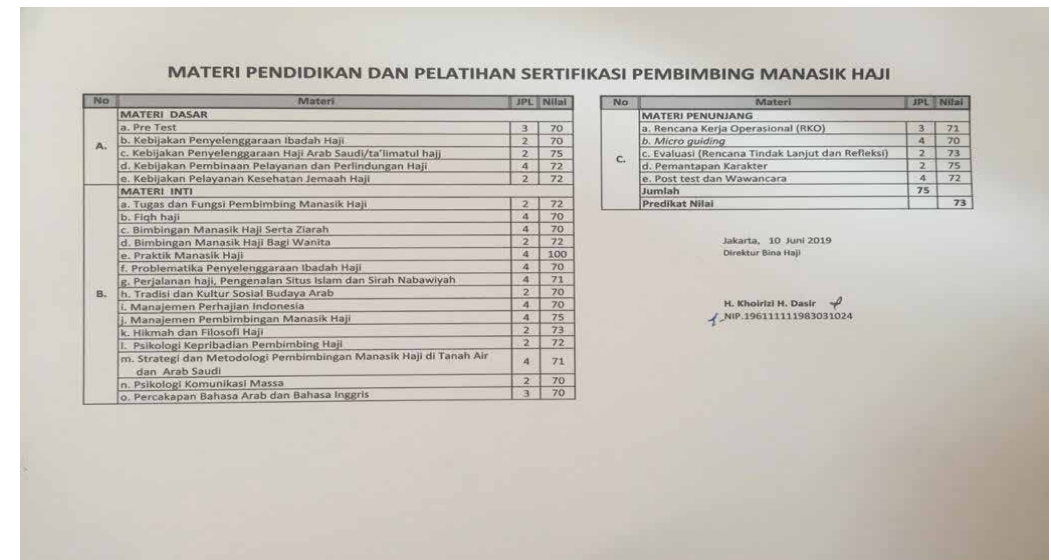 MATERI PENDIDIKAN DAN PELATIHAN SERTIFIKASI PEMBIMBING MANASIK HAJI
No Materi JPL Nilai
A.
MATERI DASAR
a. Pre Test 3 70
b. Kebijakan Penyelenggaraan Ibadah Haji 2 70
c. Kebijakan Penyelenggaraan Haji Arab Saudi/ta'limatul hajj 2 75
d. Kebijakan Pembinaan Pelayanan dan Perlindungan Haji 4 72
e. Kebijakan Pelayanan Kesehatan Jemaah Haji 2 72
B.
MATERI INTI
a. Tugas dan Fungsi Pembimbing Manasik Haji 2 72
b. Fiqh haji 4 70
c. Bimbingan Manasik Haji Serta Ziarah 4 70
d. Bimbingan Manasik Haji Bagi Wanita 2 72
e. Praktik Manasik Haji 4 100
f. Problematika Penyelenggaraan Ibadah Haji 4 70
g. Perjalanan haji, Pengenalan Situs Islam dan Sirah Nabawiyah 4 71
h. Tradisi dan Kultur Sosial Budaya Arab 2 70
i. Manajemen Perhajian Indonesia 4 70
j. Manajemen Pembimbingan Manasik Haji 4 75
k. Hikmah dan Filosofi Haji 2 73
l. Psikologi Kepribadian Pembimbing Haji 2 72
m. Strategi dan Metodologi Pembimbingan Manasik Haji di Tanah Air
dan Arab Saudi 4 71
n. Psikologi Komunikasi Massa 2 70
o. Percakapan Bahasa Arab dan Bahasa Inggris 3 70
No Materi JPL Nilai
C.
MATERI PENUNJANG
a. Rencana Kerja Operasional (RKO) 3 71
b. Micro guiding 4 70
c. Evaluasi (Rencana Tindak Lanjut dan Refleksi) 2 73
d. Pemantapan Karakter 2 75
e. Post test dan Wawancara 4 72
Jumlah 75
Predikat Nilai 73
Jakarta, 10 Juni 2019
Direktur Bina Haji
H. Khoirizi H. Dasir
NIP.196111111983031024